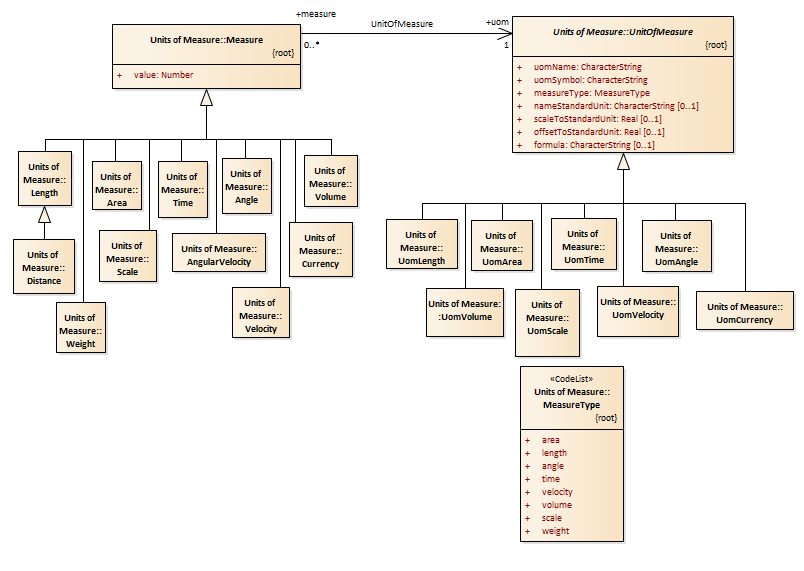 +measure
UnitOfMeasure
+uom
0..*
1
Units of Measure::Measure
{root}
+ value: Number
Units of Measure::UnitOfMeasure
{root}
+ uomName: CharacterString
+ uomSymbol: CharacterString
+ measureType: MeasureType
+ nameStandardUnit: CharacterString [0..1]
+ scaleToStandardUnit: Real [0..1]
+ offsetToStandardUnit: Real [0..1]
+ formula: CharacterString [0..1]
Units of
Measure::
Length
Units of
Measure::
Area
Units of
Measure::
Time
Units of
Measure::
Angle
Units of
Measure::
Volume
Units of
Measure::
Distance
Units of
Measure::
Scale
Units of Measure::
AngularVelocity
Units of
Measure::
Currency
Units of
Measure::
Weight
Units of
Measure::
Velocity
Units of
Measure::
UomLength
Units of
Measure::
UomArea
Units of
Measure::
UomTime
Units of
Measure::
UomAngle
Units of Measure:
:UomVolume
Units of
Measure::
UomScale
Units of Measure::
UomVelocity
Units of Measure::
UomCurrency
«CodeList»
Units of Measure::
MeasureType
{root}
+ area
+ length
+ angle
+ time
+ velocity
+ volume
+ scale
+ weight